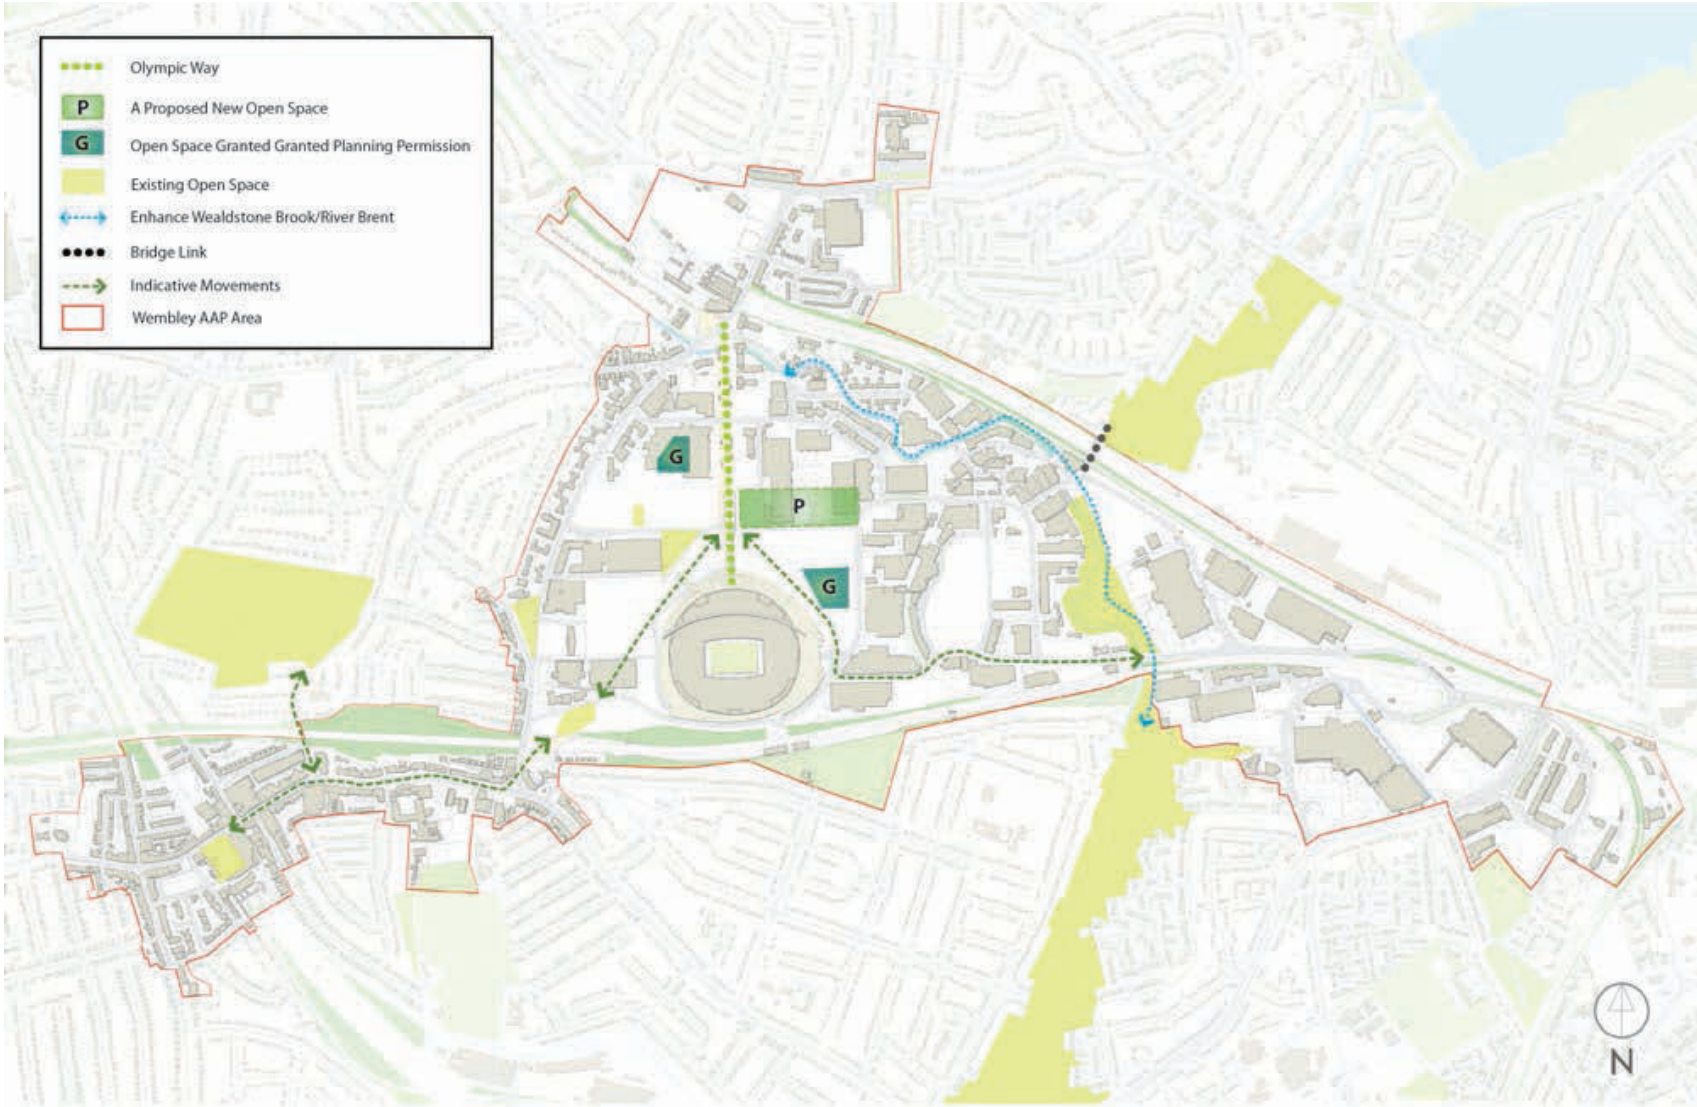 Olympic Way
P
A Proposed New Open Space
G
Open Space Granted Granted Planning Permission
Existing Open Space
Enhance Wealdstone Brook/River Brent
Bridge Link
Indicative Movements
Wembley AAP Area
G
P
G
N